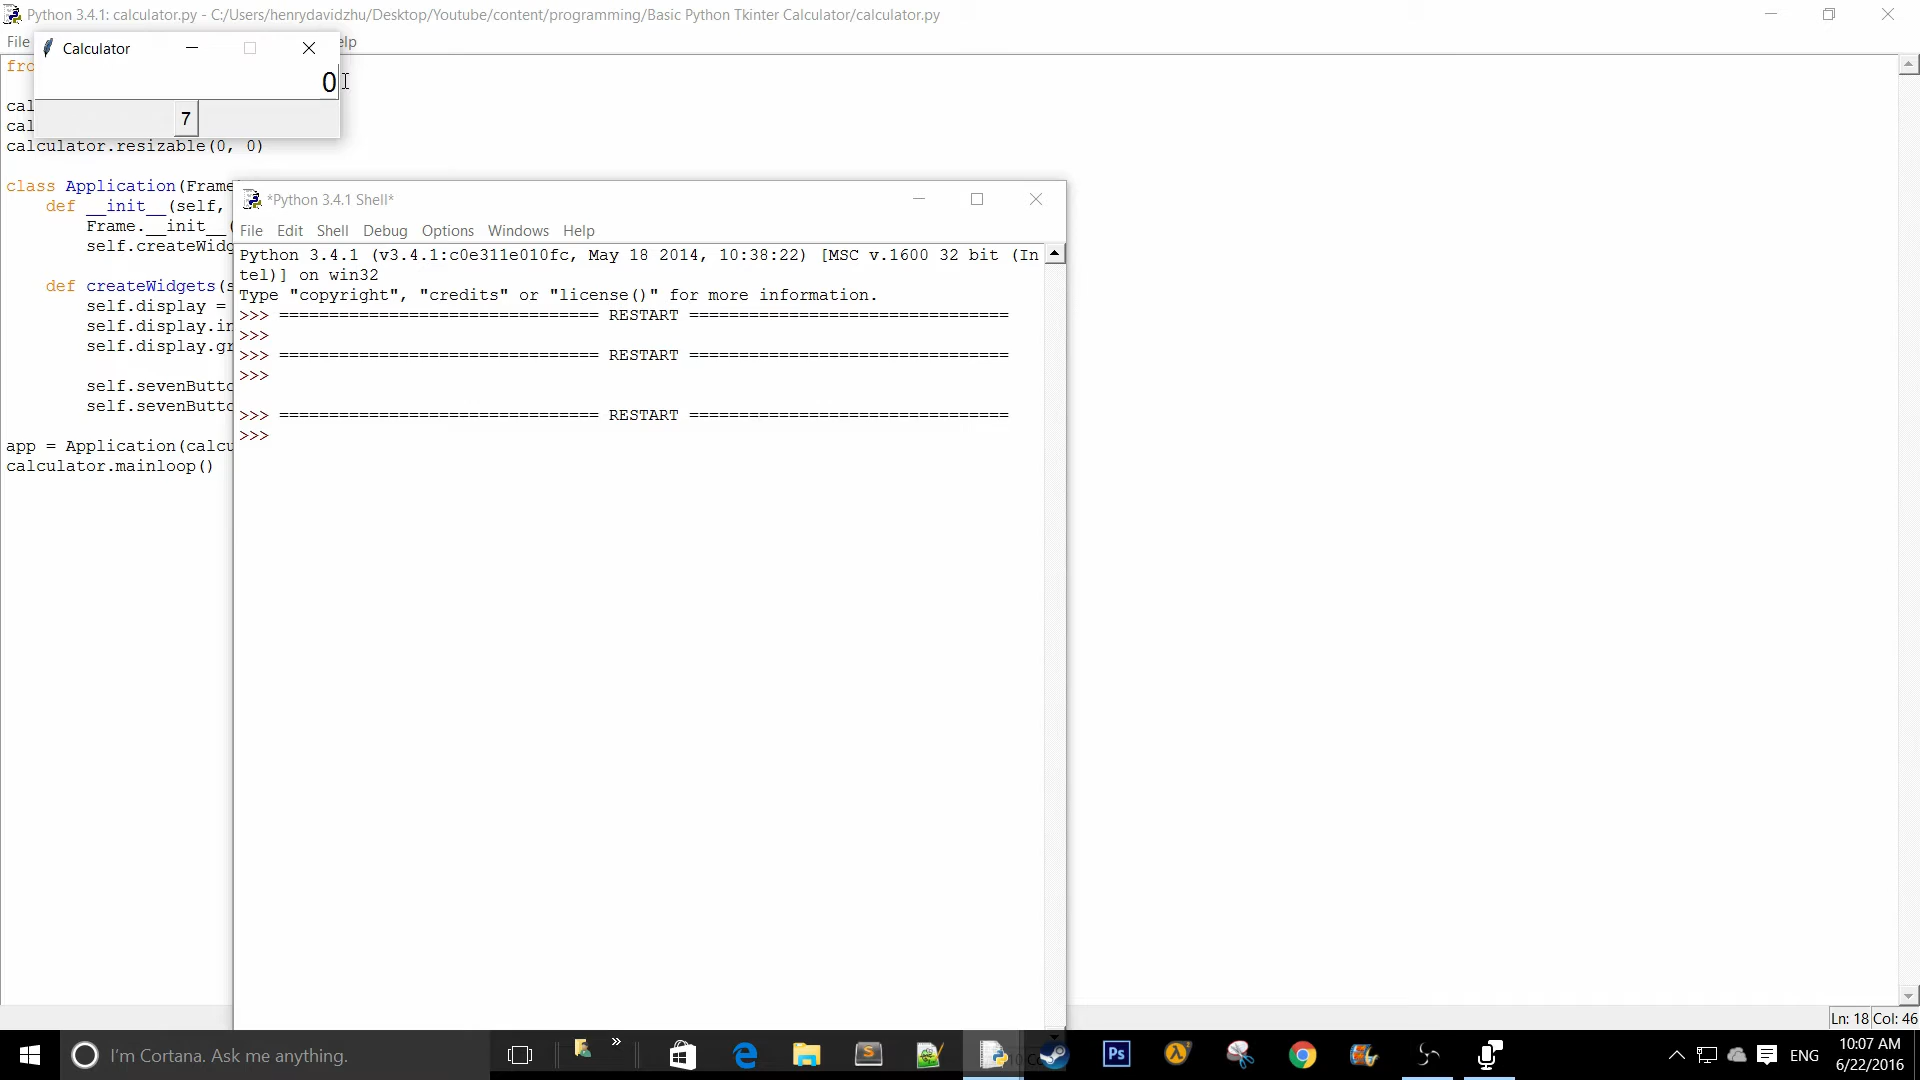 Python 3.4.1: calculator.py - C:/Users/henrydavidzhu/Desktop/Youtube/content/programming/Basic Python Tkinter Calculator/calculator.py
File
elp
Calculator
0
7
fro
cal
cal
calculator.resizable(0, 0)
class Application(Frame
def __init__(self,
Frame.__init__(
self.createWidg
def createWidgets(s
self.display =
self.display.in
self.display.gr
self.sevenButto
self.sevenButto
app = Application(calcu
calculator.mainloop()
*Python 3.4.1 Shell*
File Edit Shell Debug Options Windows Help
Python 3.4.1 (v3.4.1:c0e311e010fc, May 18 2014, 10:38:22) [MSC v.1600 32 bit (In
tel)] on win32
Type "copyright", "credits" or "license()" for more information.
>>> ================================ RESTART ================================
>>>
>>> ================================ RESTART ================================
>>>
>>> ================================ RESTART ================================
>>>
Ln: 18 Col: 46
I'm Cortana. Ask me anything.
»
S
Ps
λ
ENG
10:07 AM
6/22/2016